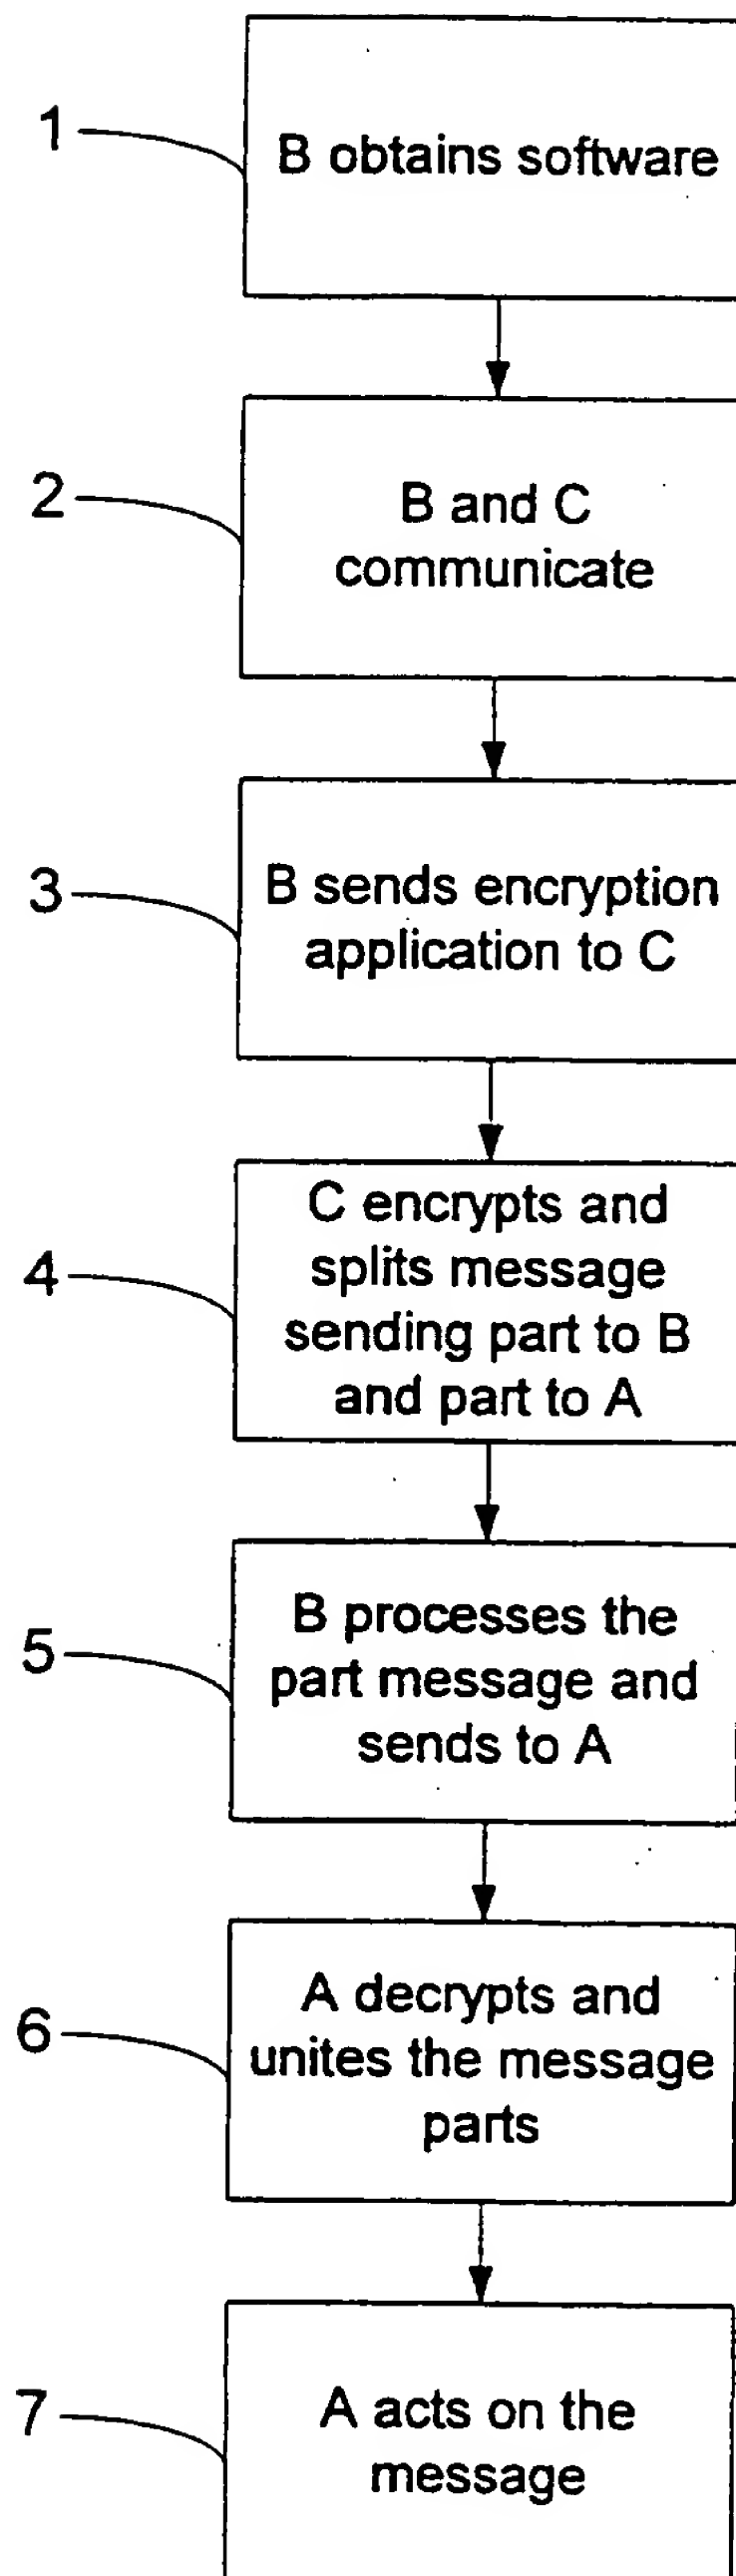 1
B obtains software
2
B and C
communicate
3
B sends encryption
application to C
4
C encrypts and
splits message
sending part to B
and part to A
5
B processes the
part message and
sends to A
6
A decrypts and
unites the message
parts
7
A acts on the
message